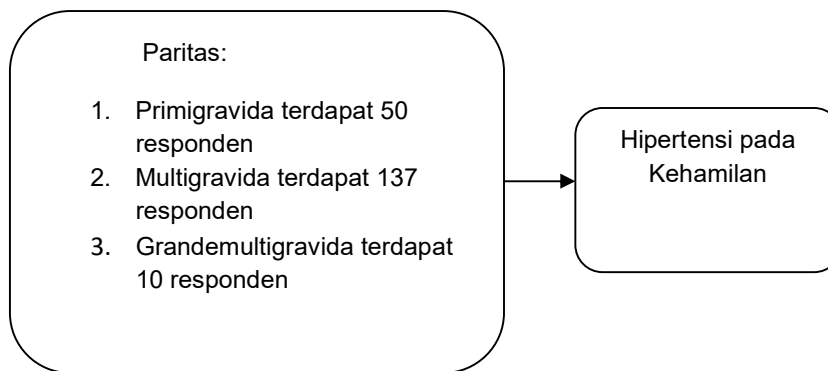 Paritas:
1. Primigravida terdapat 50
responden
2. Multigravida terdapat 137
responden
3. Grandemultigravida terdapat
10 responden
Hipertensi pada
Kehamilan